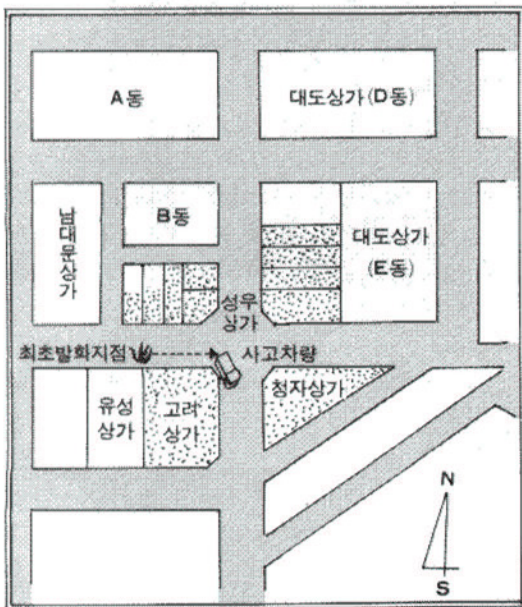 A동
대도상가(D동)
남대문상가
B동
대도상가
(E동)
성우
상가
최초발화지점
사고차량
유성
상가
고려
상가
청자상가
N
S